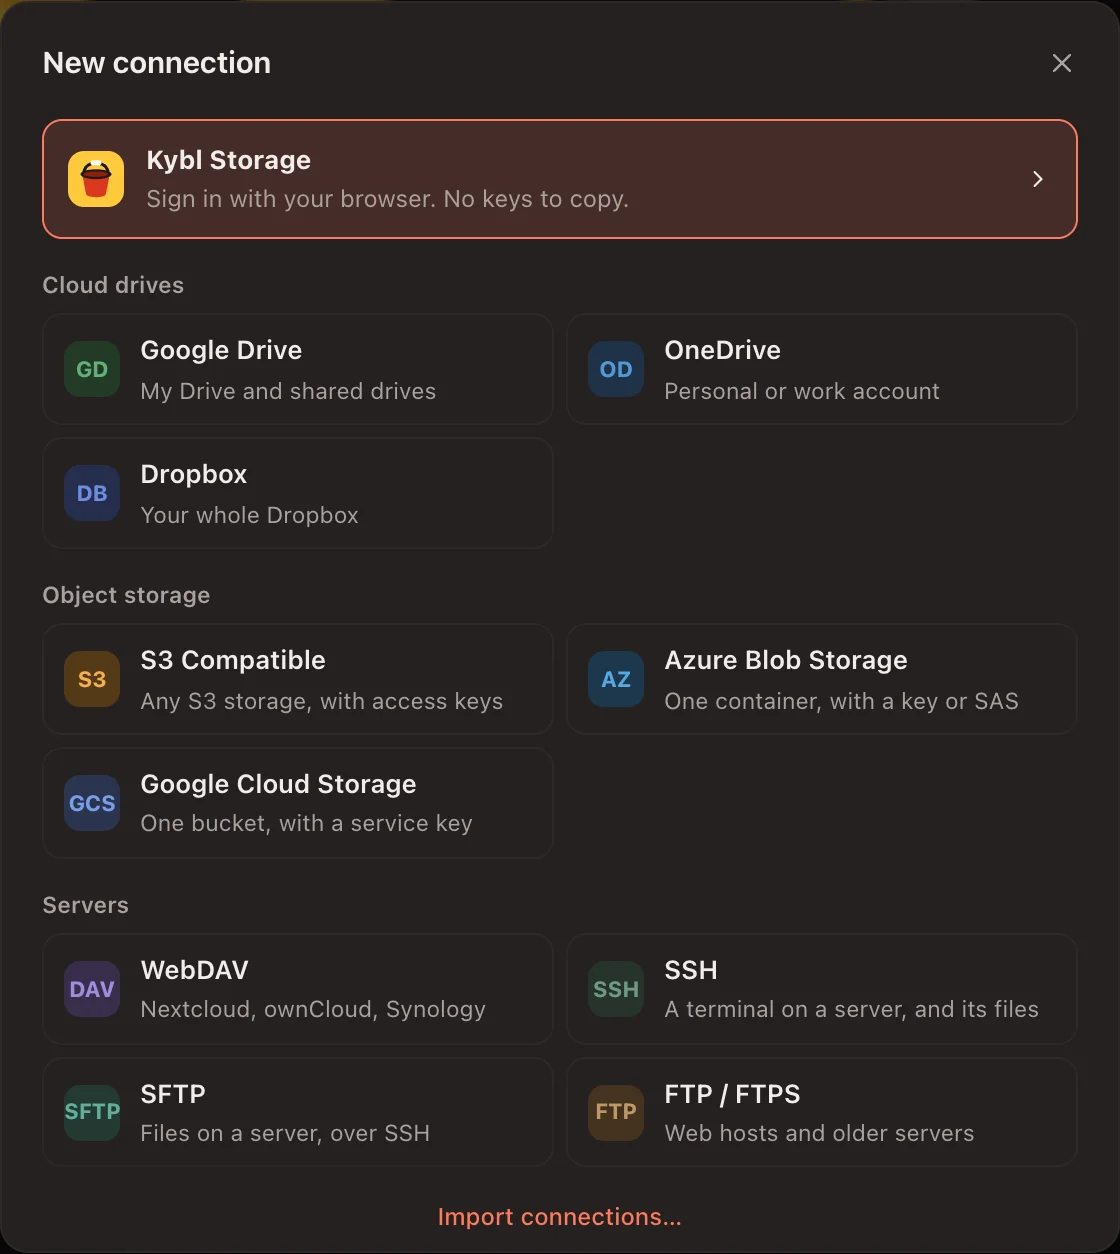 New connection
Kybl Storage
Sign in with your browser. No keys to copy.
Cloud drives
GD
Google Drive
My Drive and shared drives
OD
OneDrive
Personal or work account
DB
Dropbox
Your whole Dropbox
Object storage
S3
S3 Compatible
Any S3 storage, with access keys
AZ
Azure Blob Storage
One container, with a key or SAS
GCS
Google Cloud Storage
One bucket, with a service key
Servers
DAV
WebDAV
Nextcloud, ownCloud, Synology
SSH
SSH
A terminal on a server, and its files
SFTP
SFTP
Files on a server, over SSH
FTP
FTP / FTPS
Web hosts and older servers
Import connections...